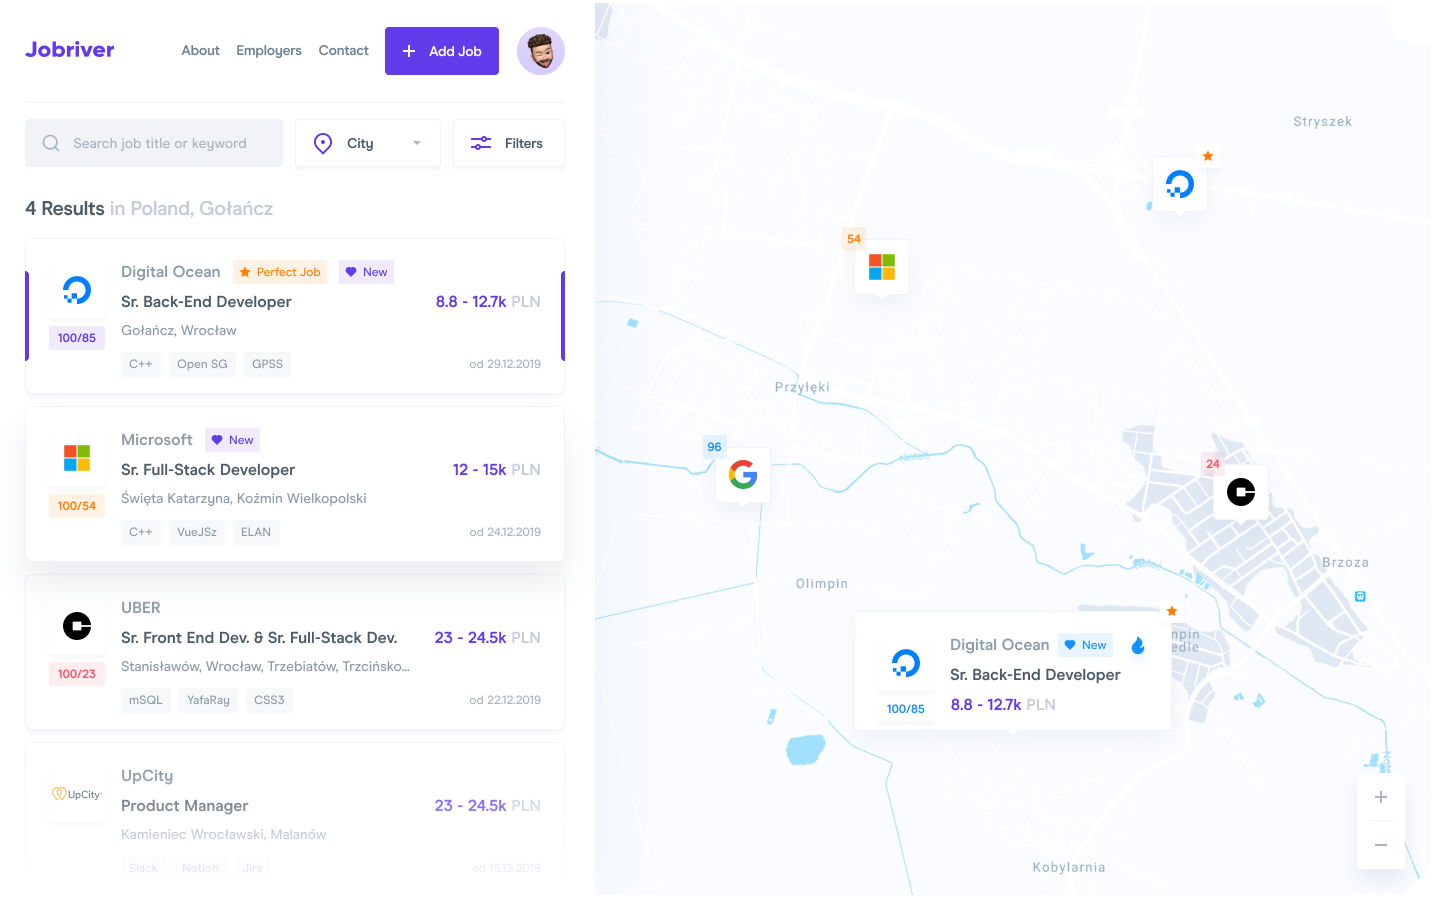 Jobriver
About
Employers
Contact
Add Job
Search job title or keyword
City
Filters
4 Results in Poland, Gołańcz
Digital Ocean
Perfect Job
New
Sr. Back-End Developer
8.8 - 12.7k PLN
100/85
Gołańcz, Wrocław
C++
Open SG
GPSS
od 29.12.2019
Microsoft
New
Sr. Full-Stack Developer
12 - 15k PLN
100/54
Święta Katarzyna, Koźmin Wielkopolski
C++
VueJSz
ELAN
od 24.12.2019
UBER
Sr. Front End Dev. & Sr. Full-Stack Dev.
23 - 24.5k PLN
100/23
Stanisławów, Wrocław, Trzebiatów, Trzcińsko...
mSQL
YafaRay
CSS3
od 22.12.2019
UpCity
UpCity
Product Manager
23 - 24.5k PLN
Kamieniec Wrocławski, Malanów
Slack
Notion
Jira
od 15.12.2019
Stryszek
54
Przyłęki
96
Noteć
24
Noteć
Brzoza
Olimpin
Digital Ocean
New
Sr. Back-End Developer
8.8 - 12.7k PLN
100/85
npin
edle
Kobylarnia